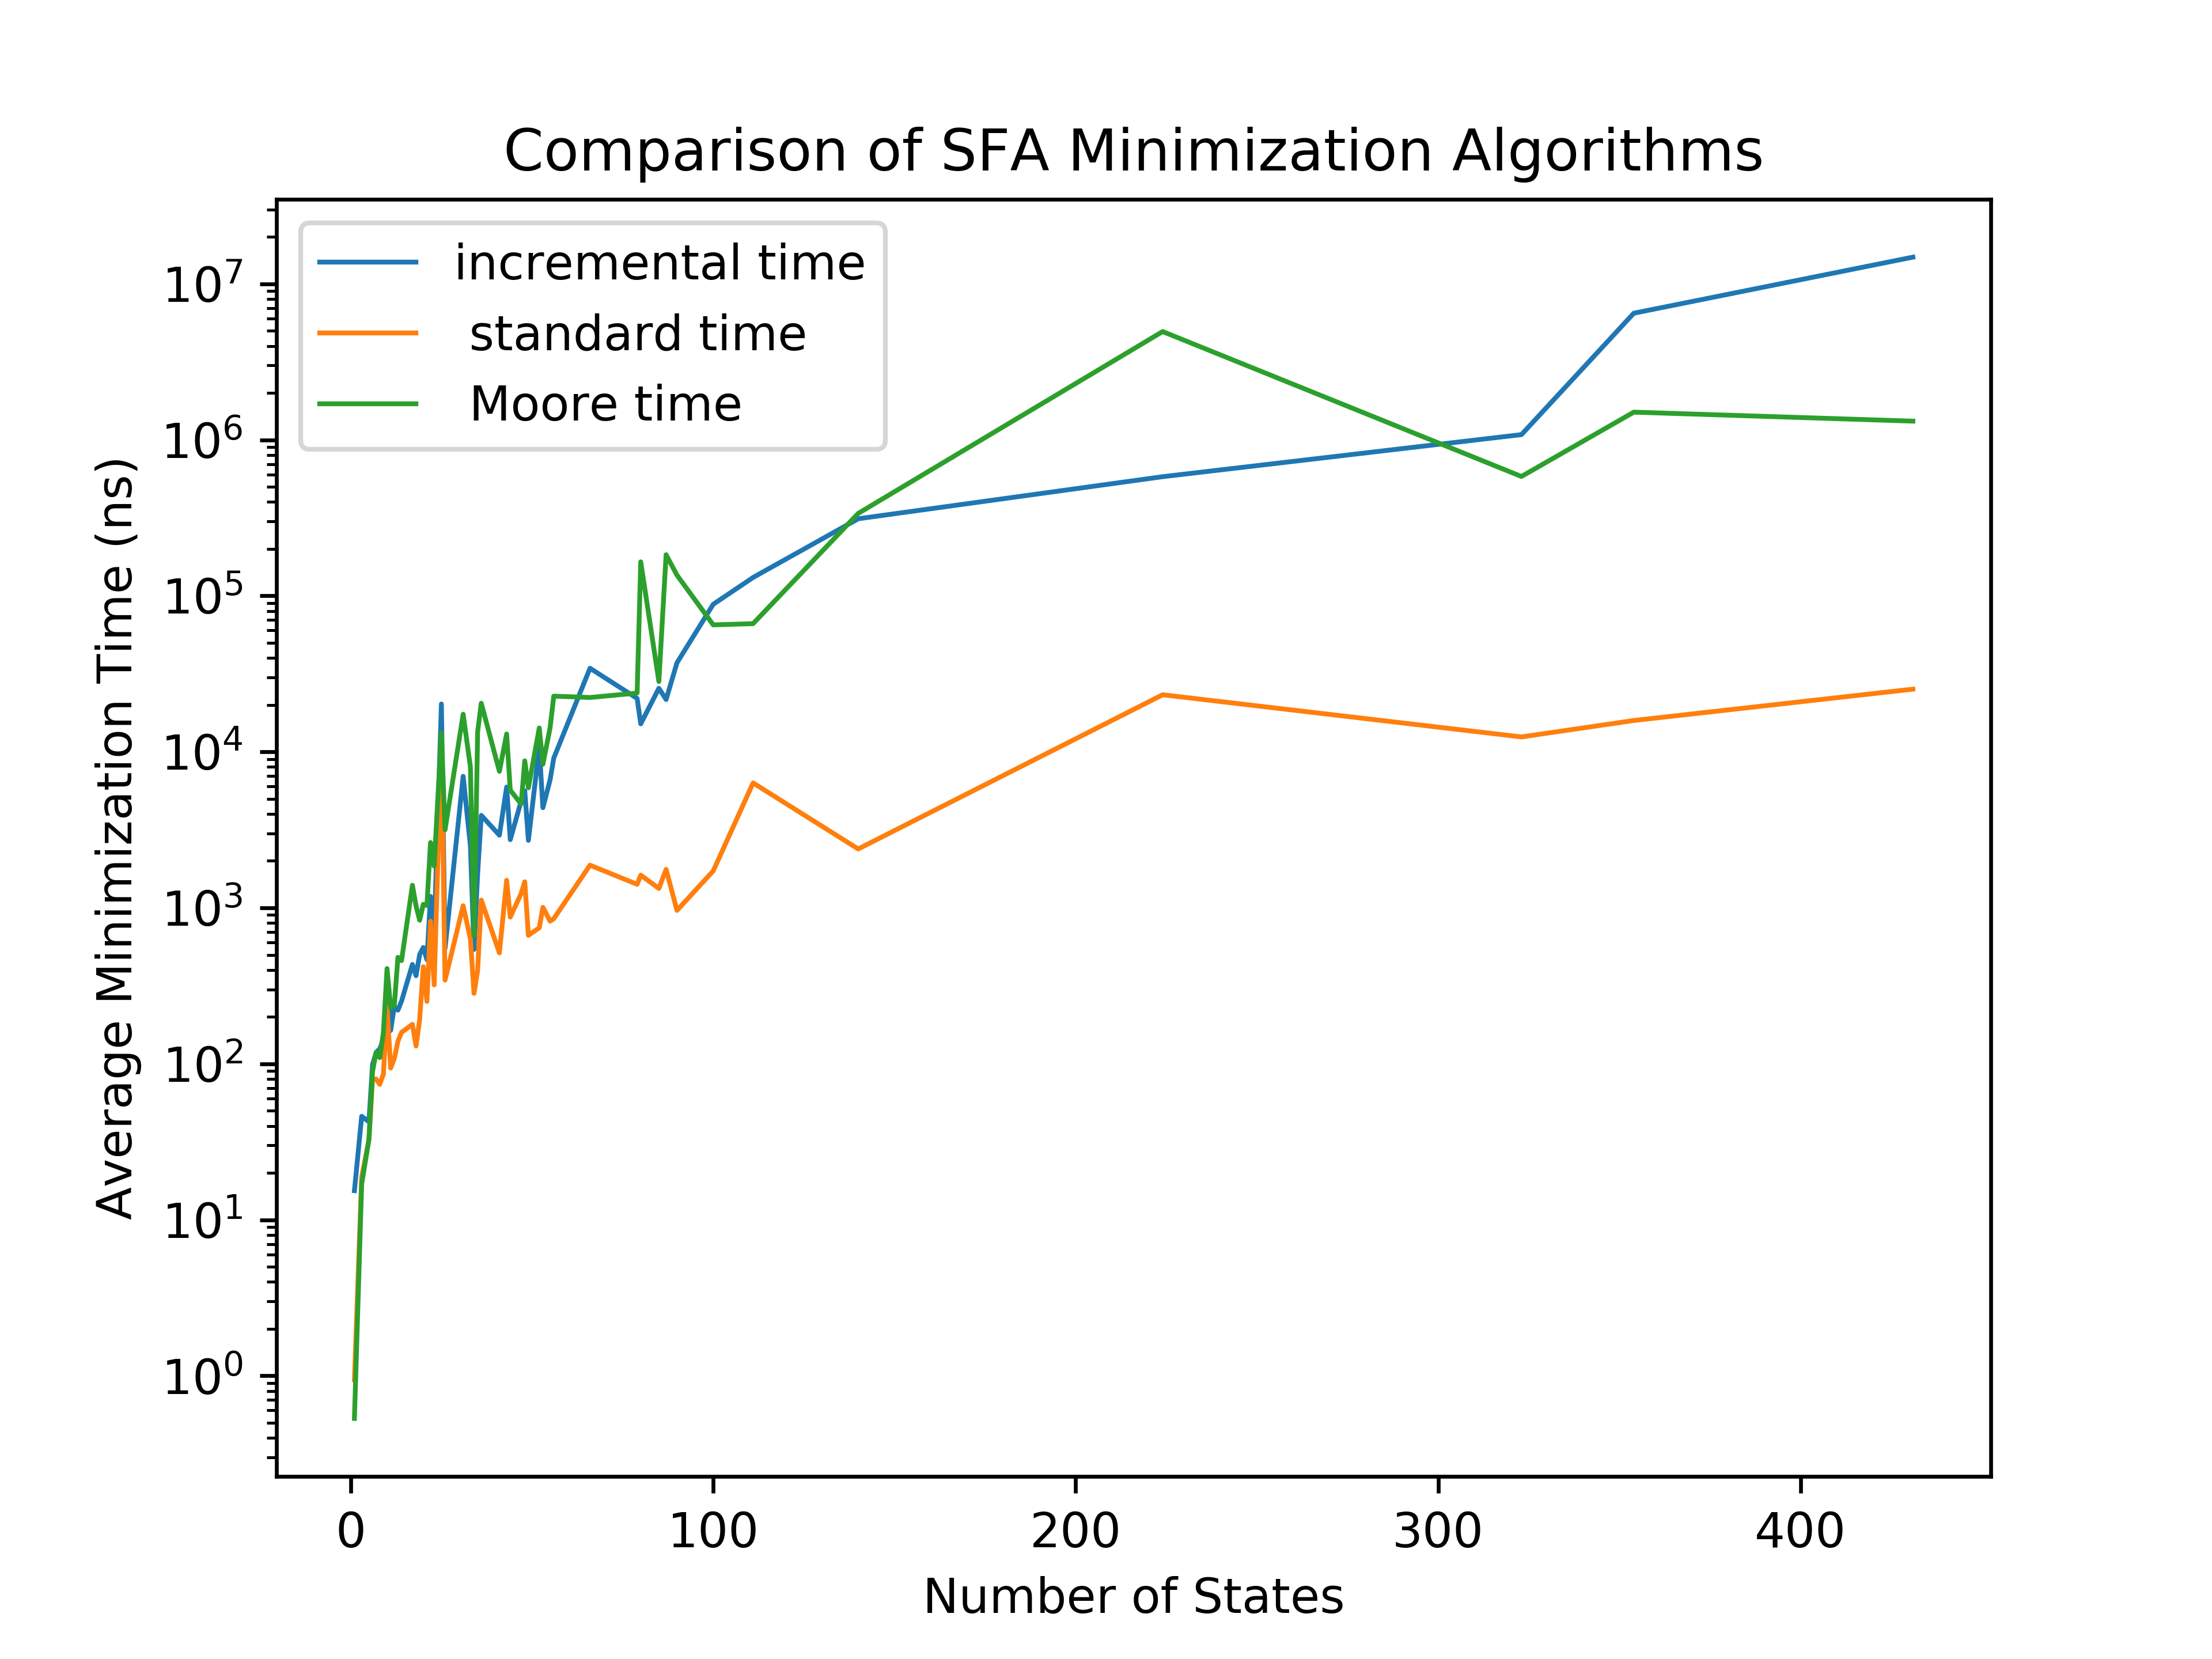 Comparison of SFA Minimization Algorithms
incremental time
standard time
Moore time
10⁷
10⁶
10⁵
10⁴
10³
10²
10¹
10⁰
Average Minimization Time (ns)
0 100 200 300 400
Number of States